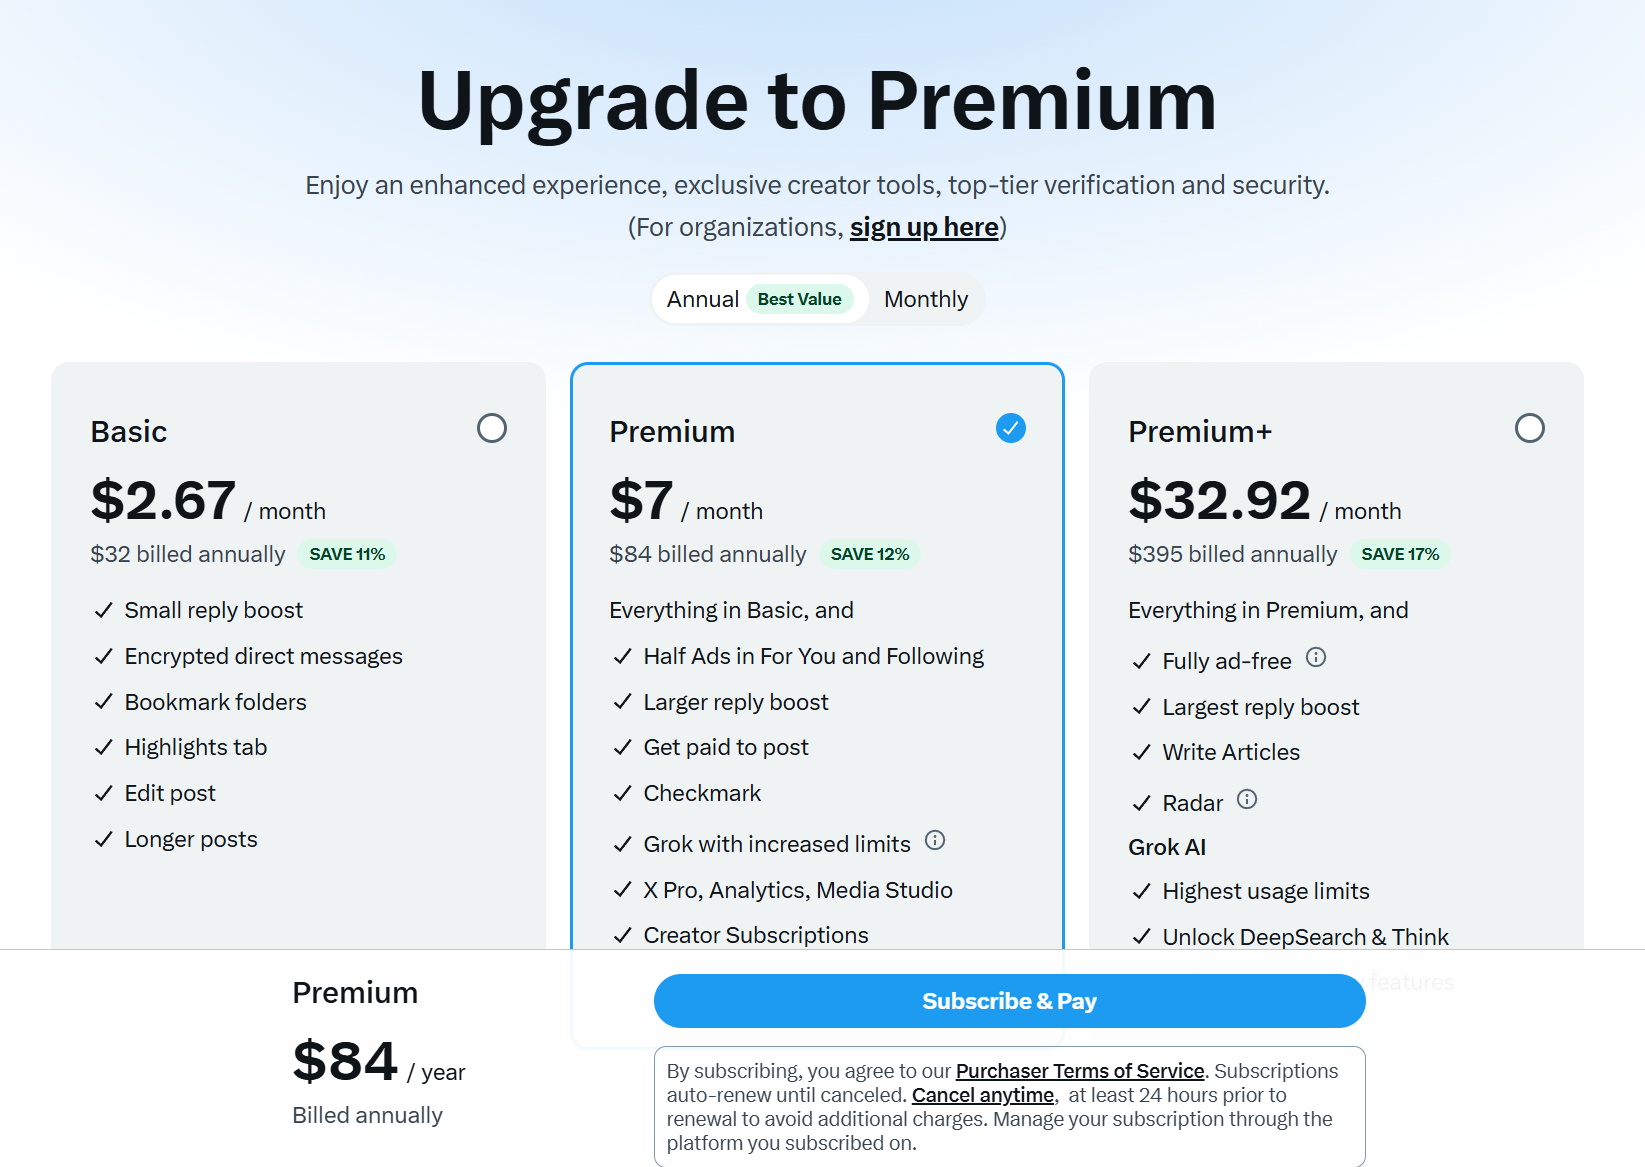 Upgrade to Premium
Enjoy an enhanced experience, exclusive creator tools, top-tier verification and security.
(For organizations, sign up here)
Annual Best Value Monthly
Basic
$2.67 / month
$32 billed annually SAVE 11%
Small reply boost
Encrypted direct messages
Bookmark folders
Highlights tab
Edit post
Longer posts
Premium
$7 / month
$84 billed annually SAVE 12%
Everything in Basic, and
Half Ads in For You and Following
Larger reply boost
Get paid to post
Checkmark
Grok with increased limits
X Pro, Analytics, Media Studio
Creator Subscriptions
Premium+
$32.92 / month
$395 billed annually SAVE 17%
Everything in Premium, and
Fully ad-free
Largest reply boost
Write Articles
Radar
Grok AI
Highest usage limits
Unlock DeepSearch & Think
features
Premium
$84 / year
Billed annually
Subscribe & Pay
By subscribing, you agree to our Purchaser Terms of Service. Subscriptions
auto-renew until canceled. Cancel anytime, at least 24 hours prior to
renewal to avoid additional charges. Manage your subscription through the
platform you subscribed on.